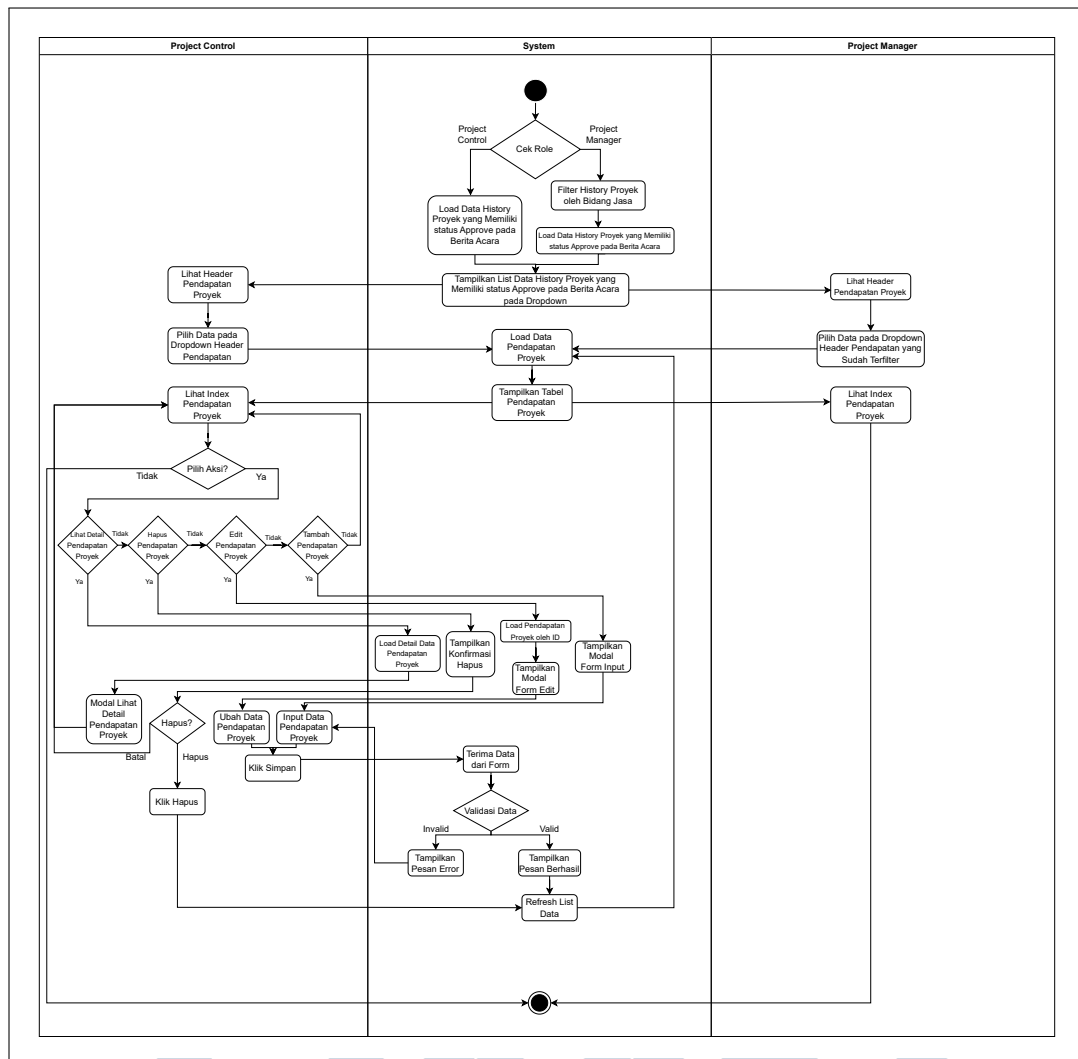 Project Control
System
Project Manager
Project
Control
Project
Manager
Cek Role
Load Data History
Proyek yang Memiliki
status Approve pada
Berita Acara
Filter History Proyek
oleh Bidang Jasa
Load Data History Proyek yang Memiliki
status Approve pada Berita Acara
Tampilkan List Data History Proyek yang
Memiliki status Approve pada Berita Acara
pada Dropdown
Lihat Header
Pendapatan
Proyek
Lihat Header
Pendapatan Proyek
Pilih Data pada
Dropdown Header
Pendapatan
Load Data
Pendapatan
Proyek
Pilih Data pada Dropdown
Header Pendapatan yang
Sudah Terfilter
Lihat Index
Pendapatan
Proyek
Tampilkan Tabel
Pendapatan
Proyek
Lihat Index
Pendapatan
Proyek
Pilih Aksi?
Tidak
Ya
Lihat Detail
Pendapatan
Proyek
Tidak
Hapus
Pendapatan
Proyek
Tidak
Edit
Pendapatan
Proyek
Tidak
Tambah
Pendapatan
Proyek
Tidak
Ya
Ya
Ya
Ya
Load Detail Data
Pendapatan
Proyek
Tampilkan
Konfirmasi
Hapus
Load Pendapatan
Proyek oleh ID
Tampilkan
Modal
Form Edit
Tampilkan
Modal
Form Input
Modal Lihat
Detail
Pendapatan
Proyek
Hapus?
Batal
Hapus
Ubah Data
Pendapatan
Proyek
Input Data
Pendapatan
Proyek
Klik Simpan
Terima Data
dari Form
Klik Hapus
Validasi Data
Invalid
Valid
Tampilkan
Pesan Error
Tampilkan
Pesan Berhasil
Refresh List
Data